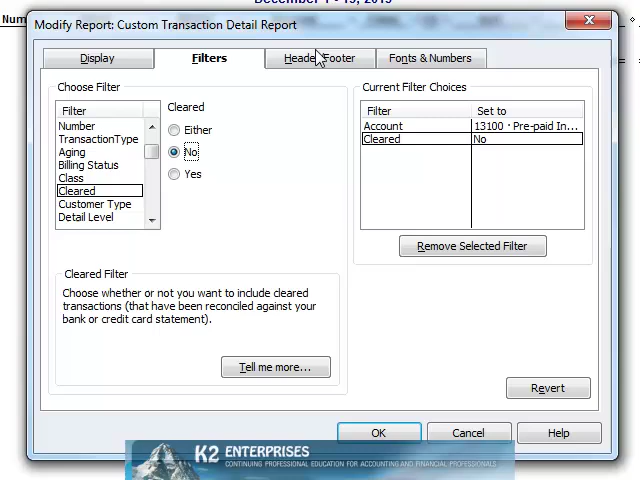 December 1 - 15, 2015
Num
Modify Report: Custom Transaction Detail Report
Display
Filters
Header/Footer
Fonts & Numbers
Choose Filter
Filter
Number
TransactionType
Aging
Billing Status
Class
Cleared
Customer Type
Detail Level
Cleared
Either
No
Yes
Current Filter Choices
Filter Set to
Account 13100 · Pre-paid In...
Cleared No
Remove Selected Filter
Cleared Filter
Choose whether or not you want to include cleared
transactions (that have been reconciled against your
bank or credit card statement).
Tell me more...
Revert
OK
Cancel
Help
K2 ENTERPRISES
CONTINUING PROFESSIONAL EDUCATION FOR ACCOUNTING AND FINANCIAL PROFESSIONALS